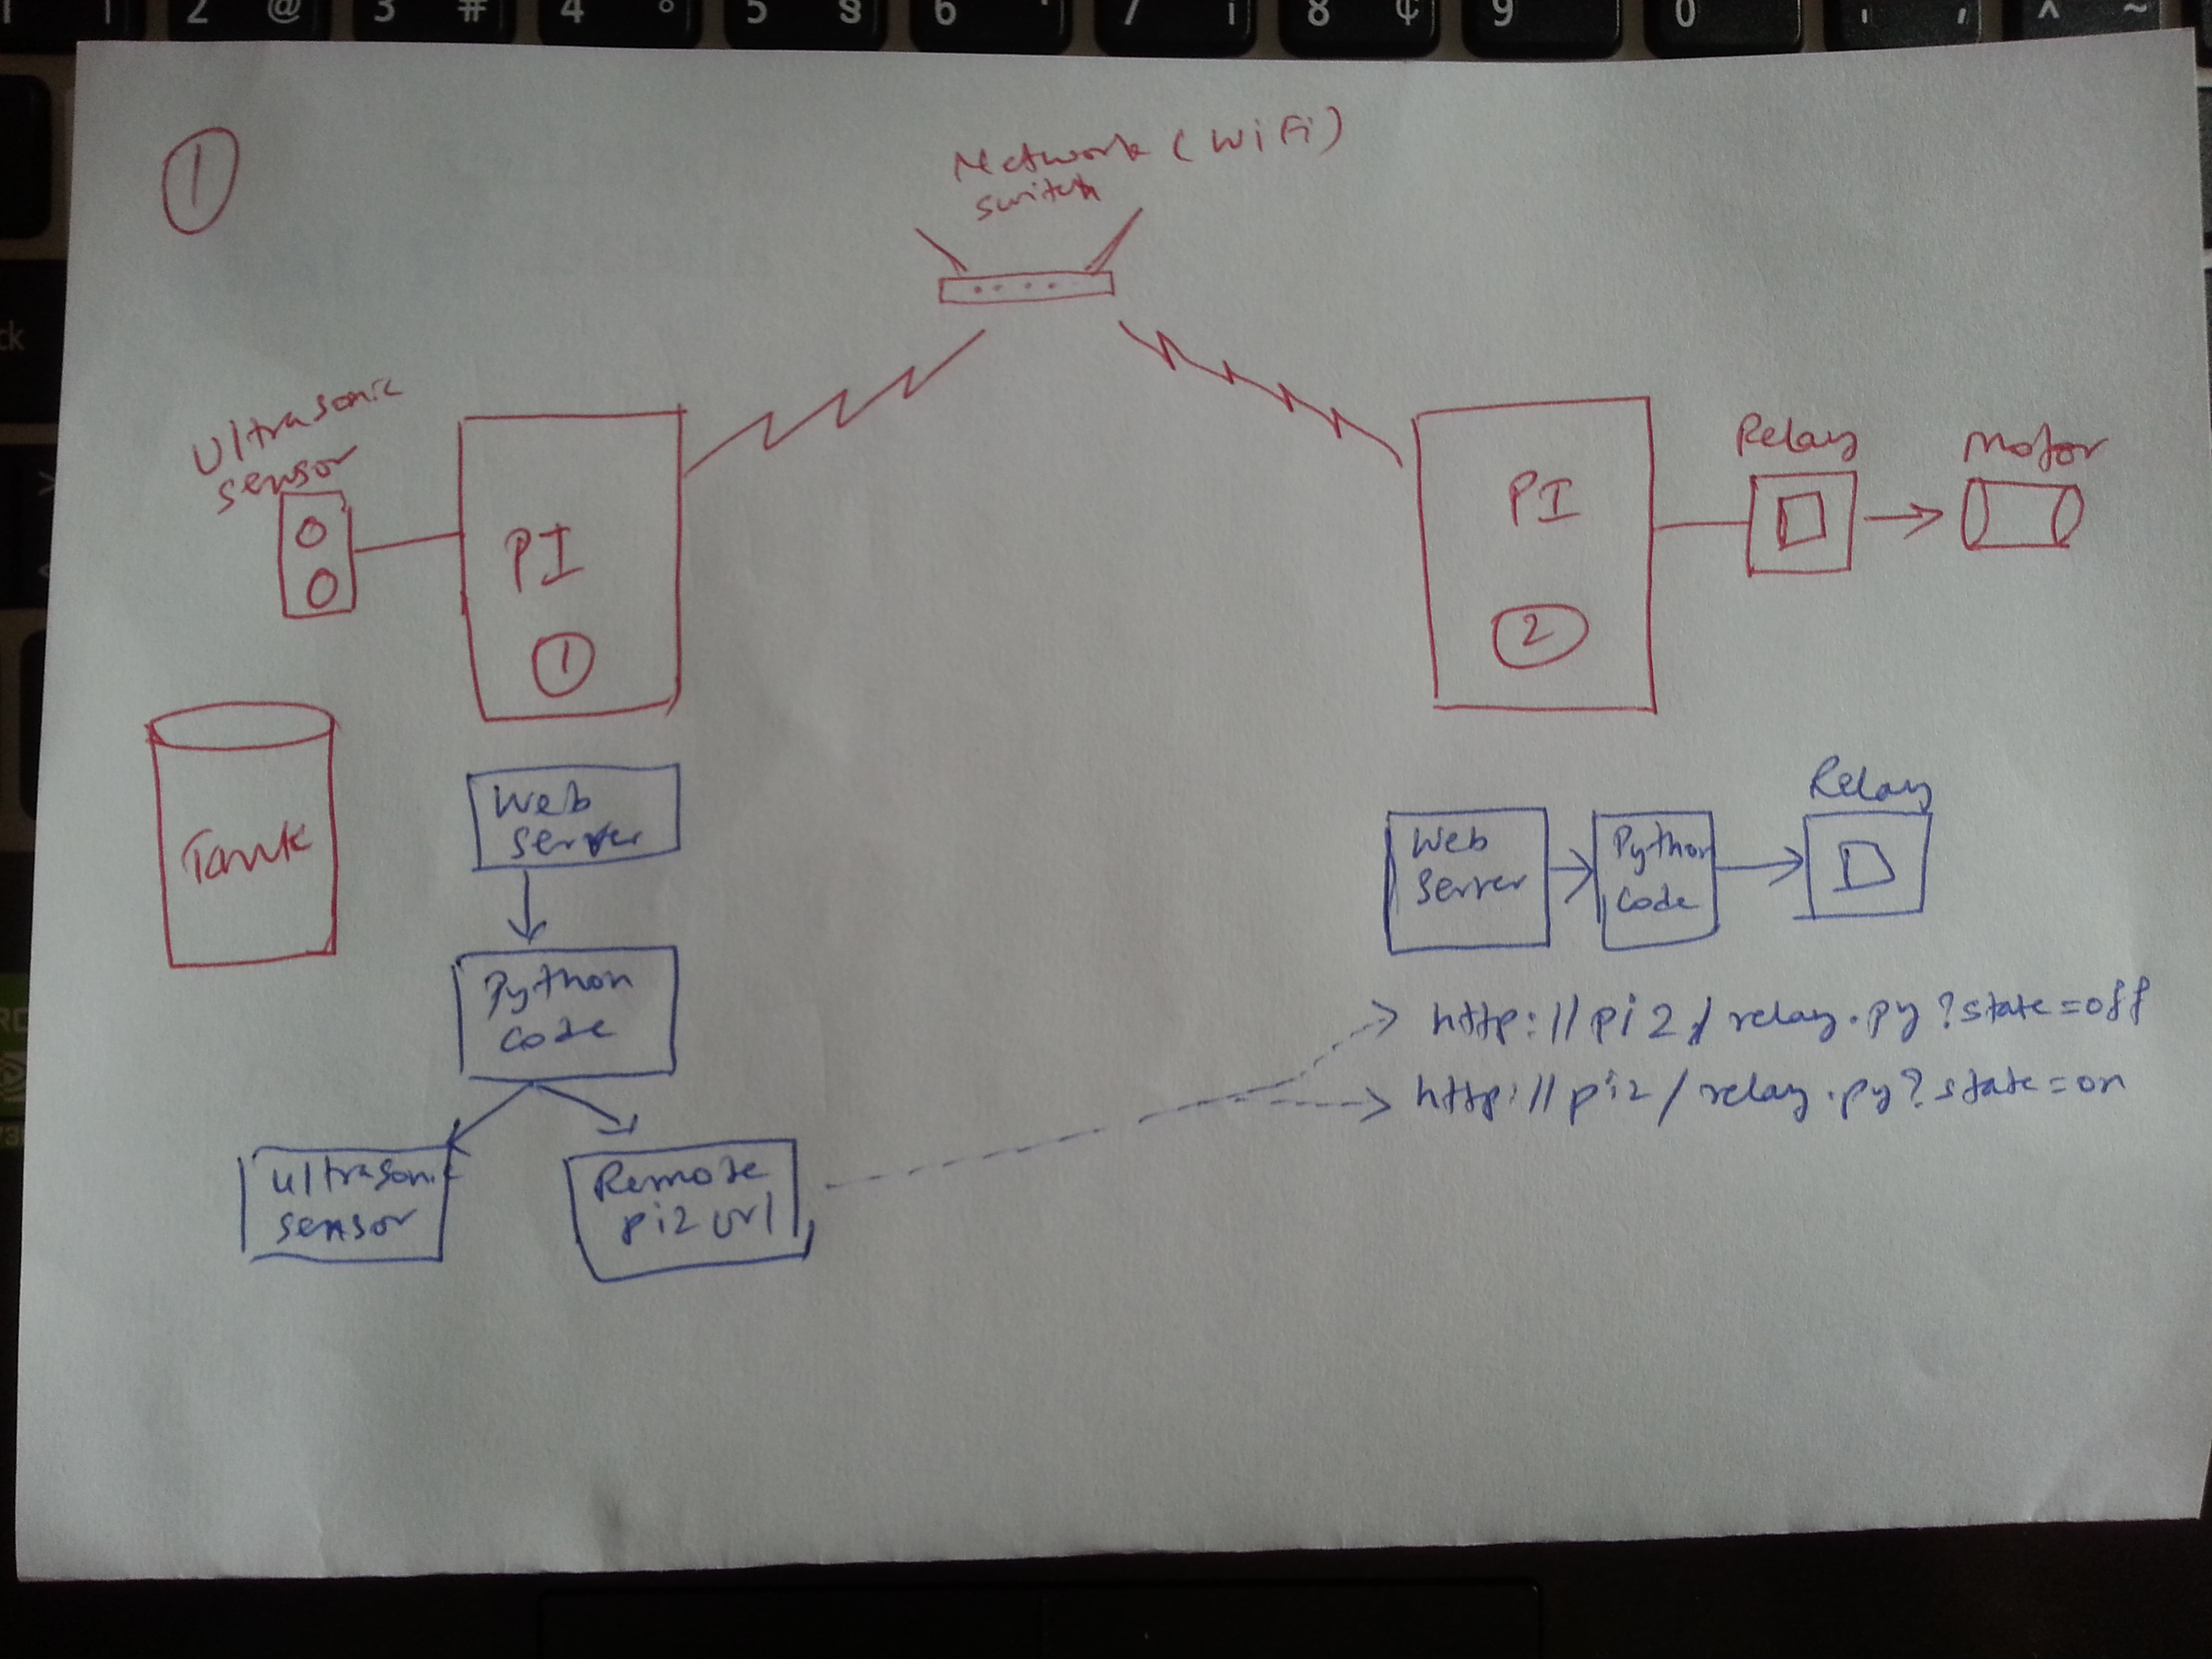 1 2 @ 3 # 4 ° 5 § 6 7 8 ¢ 9 0 ^ ~
①
Network (WiFi)
switch
Ultrasonic
sensor
PI
①
PI
②
Relay
Motor
Tank
Web
server
Python
code
ultrasonic
sensor
Remote
pi2 url
Web
Server
Python
code
Relay
http://pi2/relay.py?state=off
http://pi2/relay.py?state=on